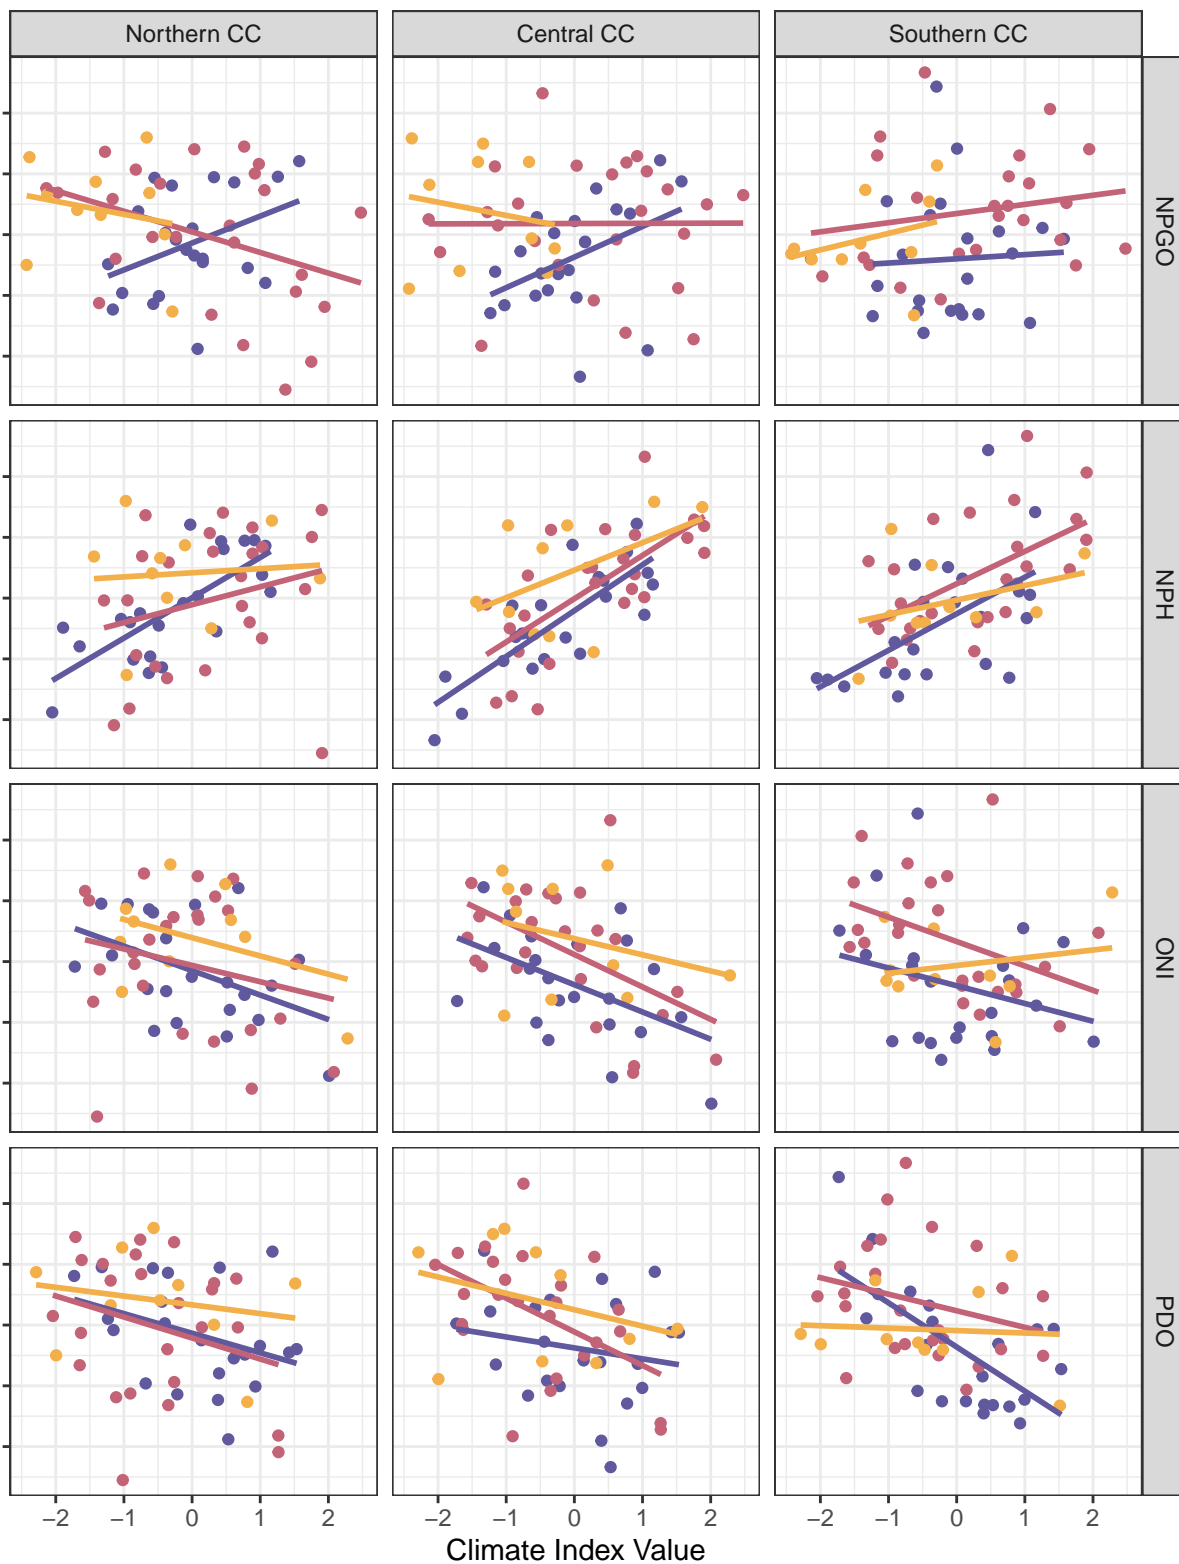 Northern CC Central CC Southern CC
NPGO
NPH
ONI
PDO
−2 −1 0 1 2 −2 −1 0 1 2 −2 −1 0 1 2
Climate Index Value